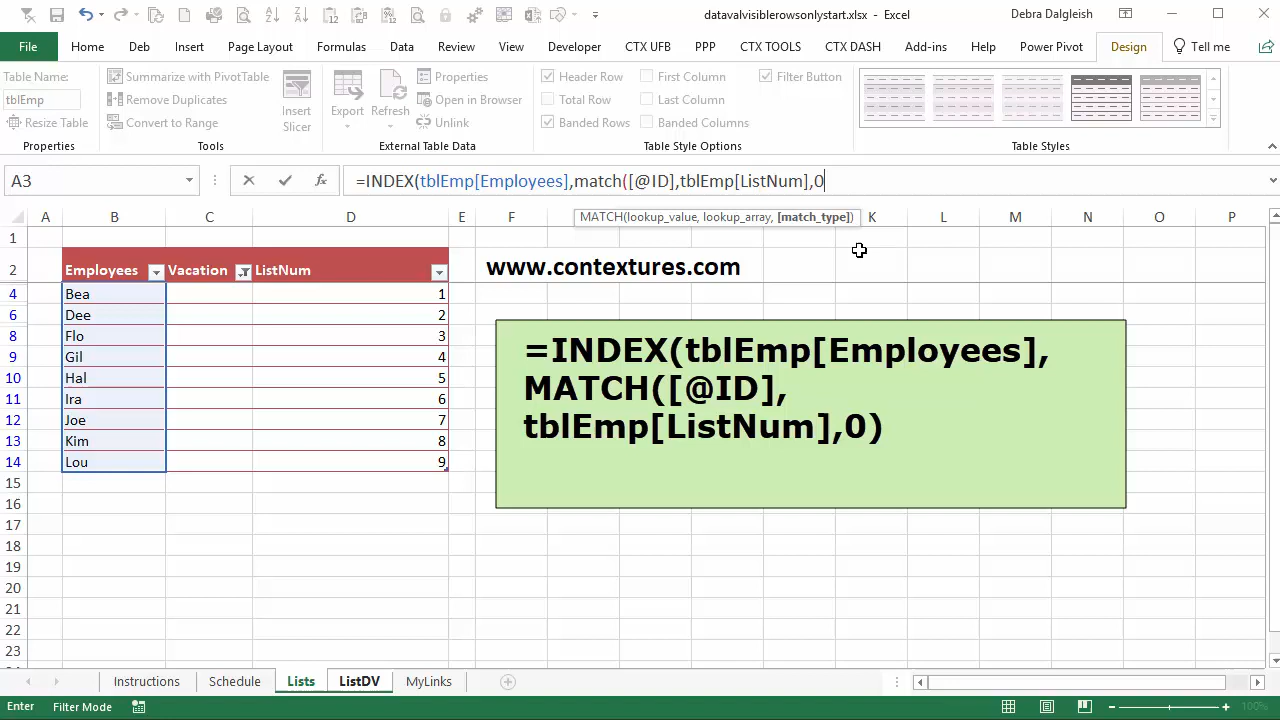 datavalvisiblerowsonlystart.xlsx - Excel
Debra Dalgleish
File Home Deb Insert Page Layout Formulas Data Review View Developer CTX UFB PPP CTX TOOLS CTX DASH Add-ins Help Power Pivot Design Tell me
Table Name:
tblEmp
Resize Table
Properties
Summarize with PivotTable
Remove Duplicates
Convert to Range
Insert Slicer
Tools
Export
Refresh
Properties
Open in Browser
Unlink
External Table Data
Header Row
Total Row
Banded Rows
First Column
Last Column
Banded Columns
Filter Button
Table Style Options
Table Styles
A3
fx
=INDEX(tblEmp[Employees],match([@ID],tblEmp[ListNum],0
MATCH(lookup_value, lookup_array, [match_type])
A B C D E F K L M N O P
1
2 Employees Vacation ListNum www.contextures.com
4 Bea 1
6 Dee 2
8 Flo 3
9 Gil 4
10 Hal 5
11 Ira 6
12 Joe 7
13 Kim 8
14 Lou 9
15
16
17
18
19
20
21
22
23
=INDEX(tblEmp[Employees],
MATCH([@ID],
tblEmp[ListNum],0)
Instructions Schedule Lists ListDV MyLinks
Enter Filter Mode 100%